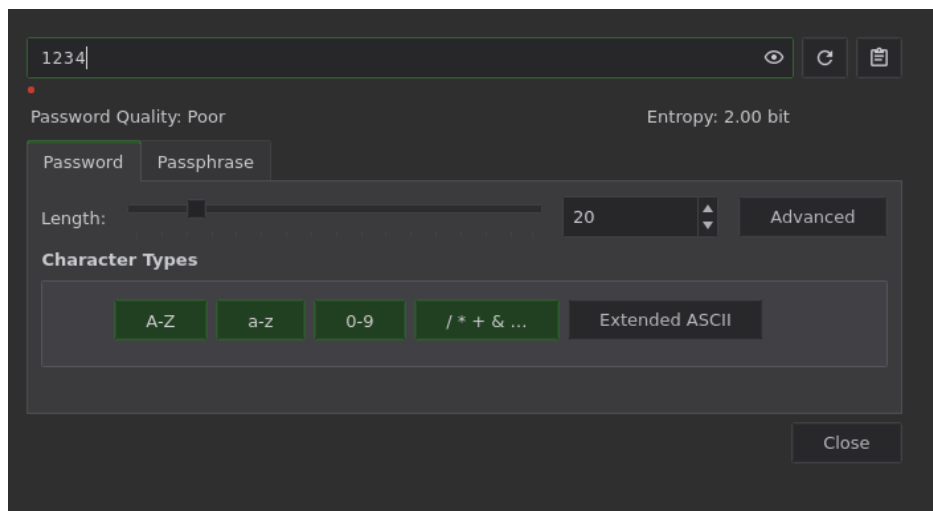 1234
Password Quality: Poor
Entropy: 2.00 bit
Password
Passphrase
Length:
20
Advanced
Character Types
A-Z
a-z
0-9
/ * + & ...
Extended ASCII
Close